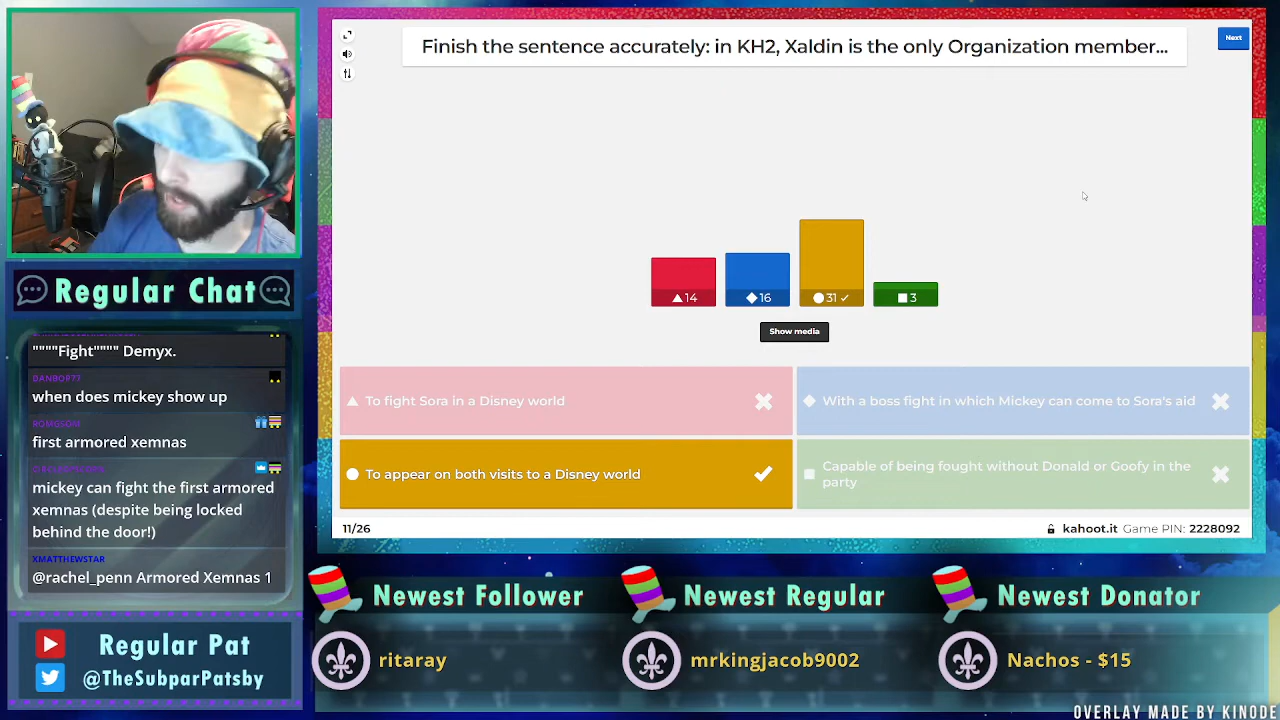 Finish the sentence accurately: in KH2, Xaldin is the only Organization member...
Next
14
16
31
3
Show media
To fight Sora in a Disney world
With a boss fight in which Mickey can come to Sora's aid
To appear on both visits to a Disney world
Capable of being fought without Donald or Goofy in the
party
11/26
kahoot.it Game PIN: 2228092
Regular Chat
""""Fight"""" Demyx.
DANBOP77
when does mickey show up
ROMGSOM
first armored xemnas
mickey can fight the first armored
xemnas (despite being locked
behind the door!)
XMATTHEWSTAR
@rachel_penn Armored Xemnas 1
Regular Pat
@TheSubparPatsby
Newest Follower
ritaray
Newest Regular
mrkingjacob9002
Newest Donator
Nachos - $15
OVERLAY MADE BY KINODE